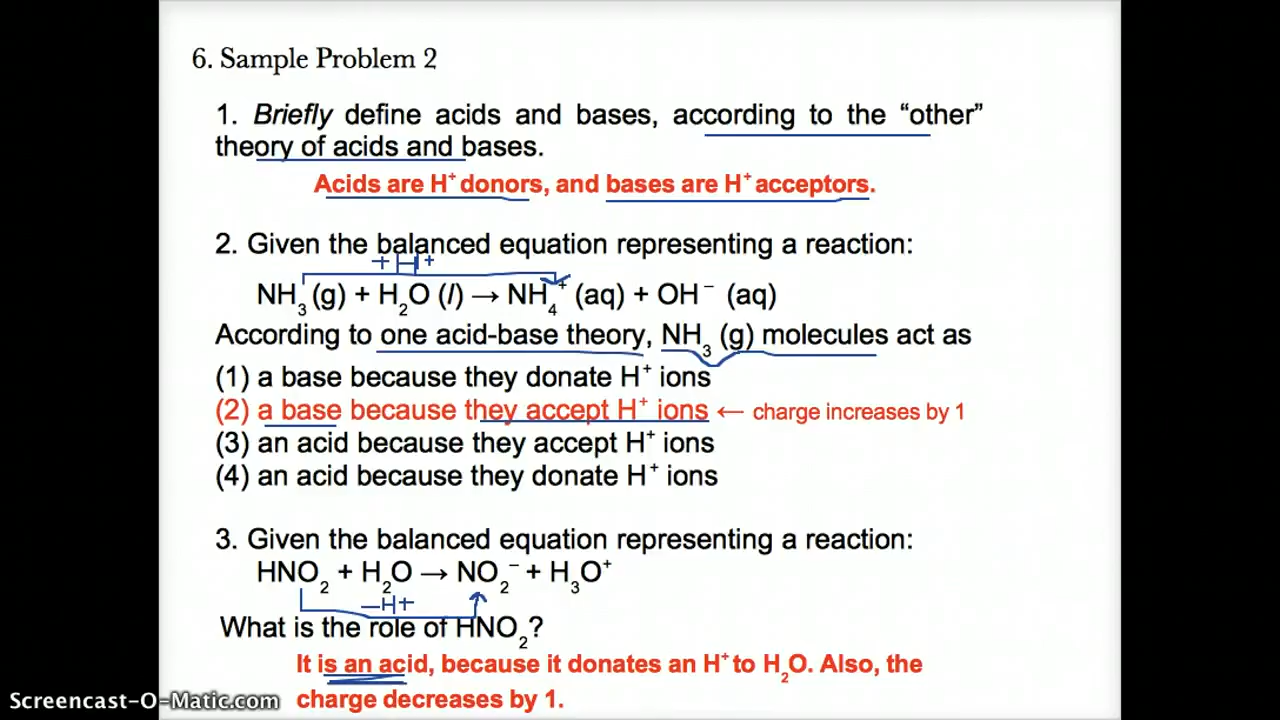 6. Sample Problem 2
1. Briefly define acids and bases, according to the “other”
theory of acids and bases.
Acids are H⁺ donors, and bases are H⁺ acceptors.
2. Given the balanced equation representing a reaction:
+H⁺
NH₃ (g) + H₂O (l) → NH₄⁺ (aq) + OH⁻ (aq)
According to one acid-base theory, NH₃ (g) molecules act as
(1) a base because they donate H⁺ ions
(2) a base because they accept H⁺ ions ← charge increases by 1
(3) an acid because they accept H⁺ ions
(4) an acid because they donate H⁺ ions
3. Given the balanced equation representing a reaction:
HNO₂ + H₂O → NO₂⁻ + H₃O⁺
−H+
What is the role of HNO₂?
It is an acid, because it donates an H⁺ to H₂O. Also, the
charge decreases by 1.
Screencast-O-Matic.com